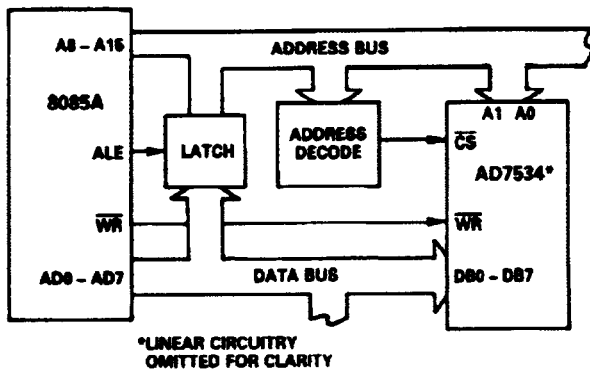 A8 – A15
ADDRESS BUS
8085A
A1 A0
ALE
LATCH
ADDRESS
DECODE
CS
AD7534*
WR
WR
AD0 – AD7
DATA BUS
DB0 – DB7
*LINEAR CIRCUITRY
OMITTED FOR CLARITY